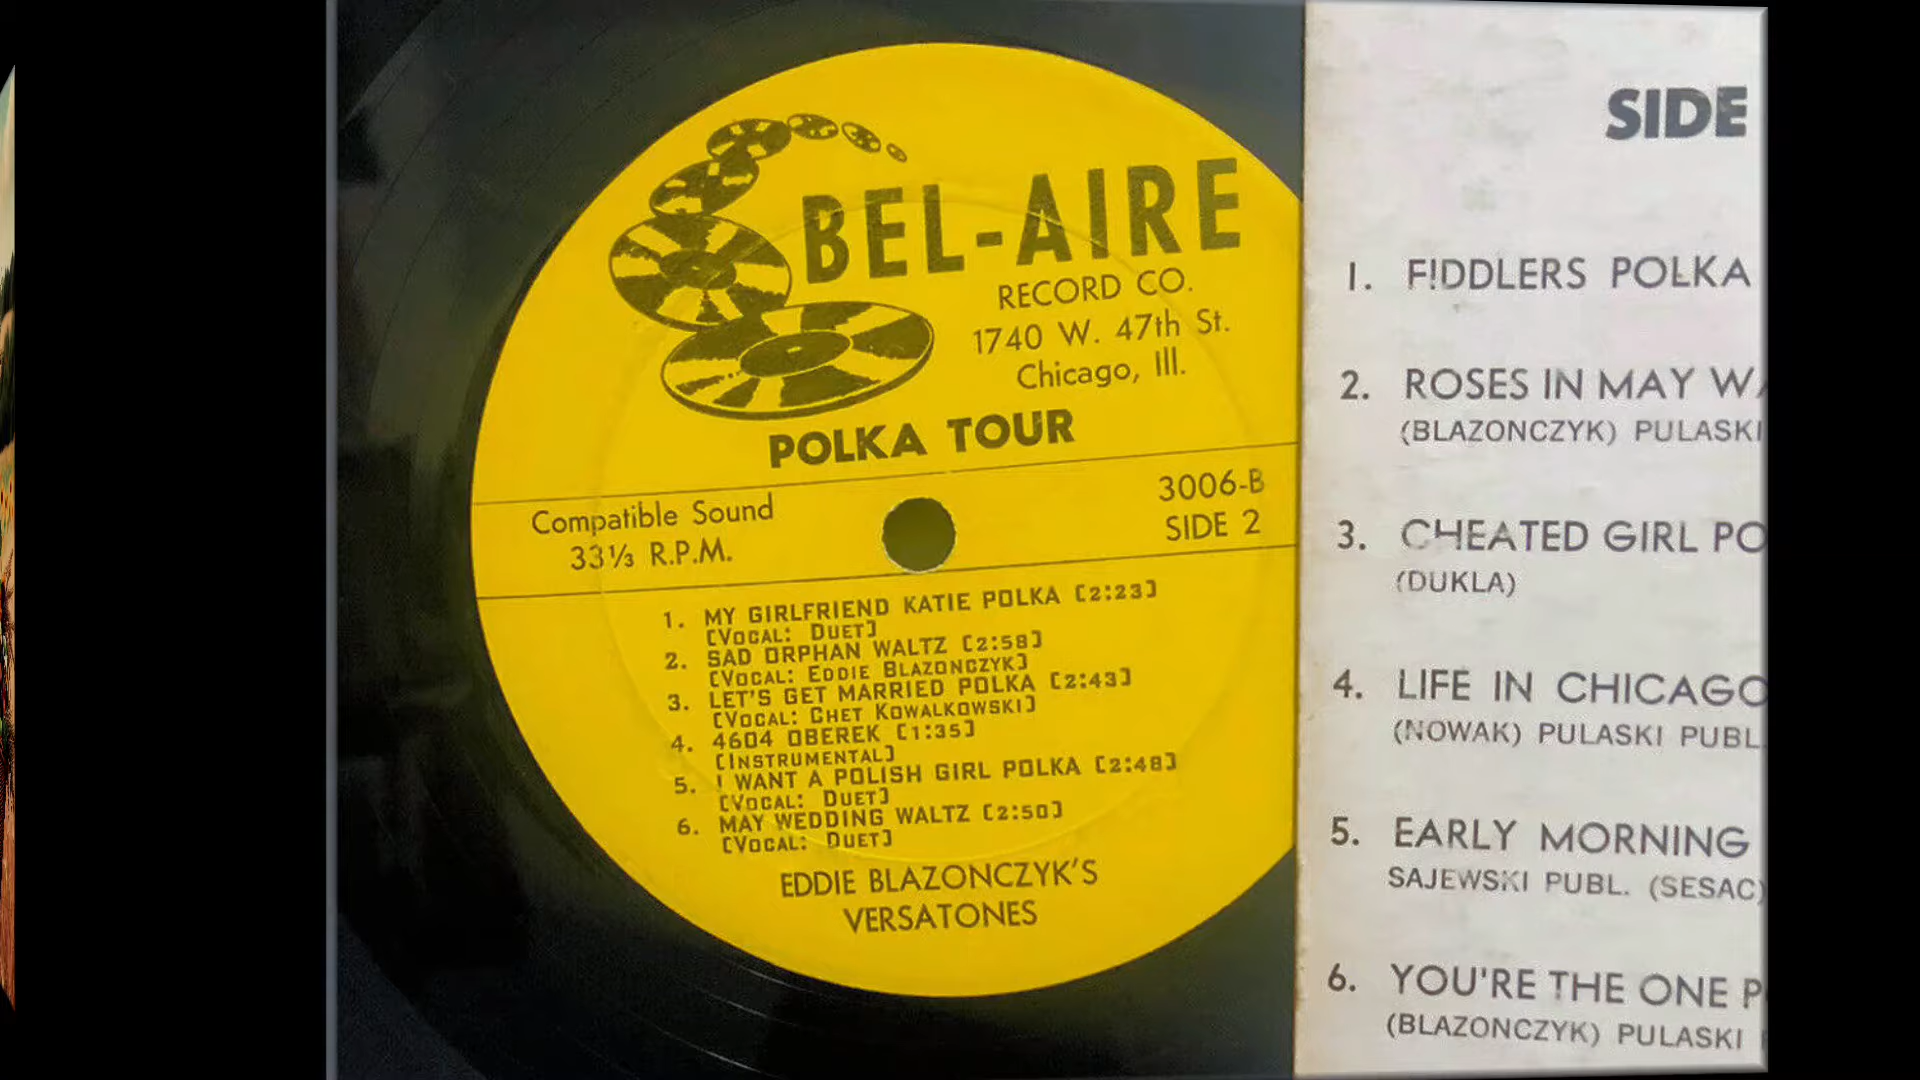 BEL-AIRE
RECORD CO.
1740 W. 47th St.
Chicago, Ill.
POLKA TOUR
Compatible Sound
33⅓ R.P.M.
3006-B
SIDE 2
1. MY GIRLFRIEND KATIE POLKA [2:23]
[VOCAL: DUET]
2. SAD ORPHAN WALTZ [2:58]
[VOCAL: EDDIE BLAZONCZYK]
3. LET'S GET MARRIED POLKA [2:43]
[VOCAL: CHET KOWALKOWSKI]
4. 4604 OBEREK [1:35]
[INSTRUMENTAL]
5. I WANT A POLISH GIRL POLKA [2:48]
[VOCAL: DUET]
6. MAY WEDDING WALTZ [2:50]
[VOCAL: DUET]
EDDIE BLAZONCZYK'S
VERSATONES
SIDE
1. FIDDLERS POLKA
2. ROSES IN MAY
(BLAZONCZYK) PULASKI
3. CHEATED GIRL
(DUKLA)
4. LIFE IN CHICAGO
(NOWAK) PULASKI PUBL.
5. EARLY MORNING
SAJEWSKI PUBL. (SESAC)
6. YOU'RE THE ONE
(BLAZONCZYK) PULASKI